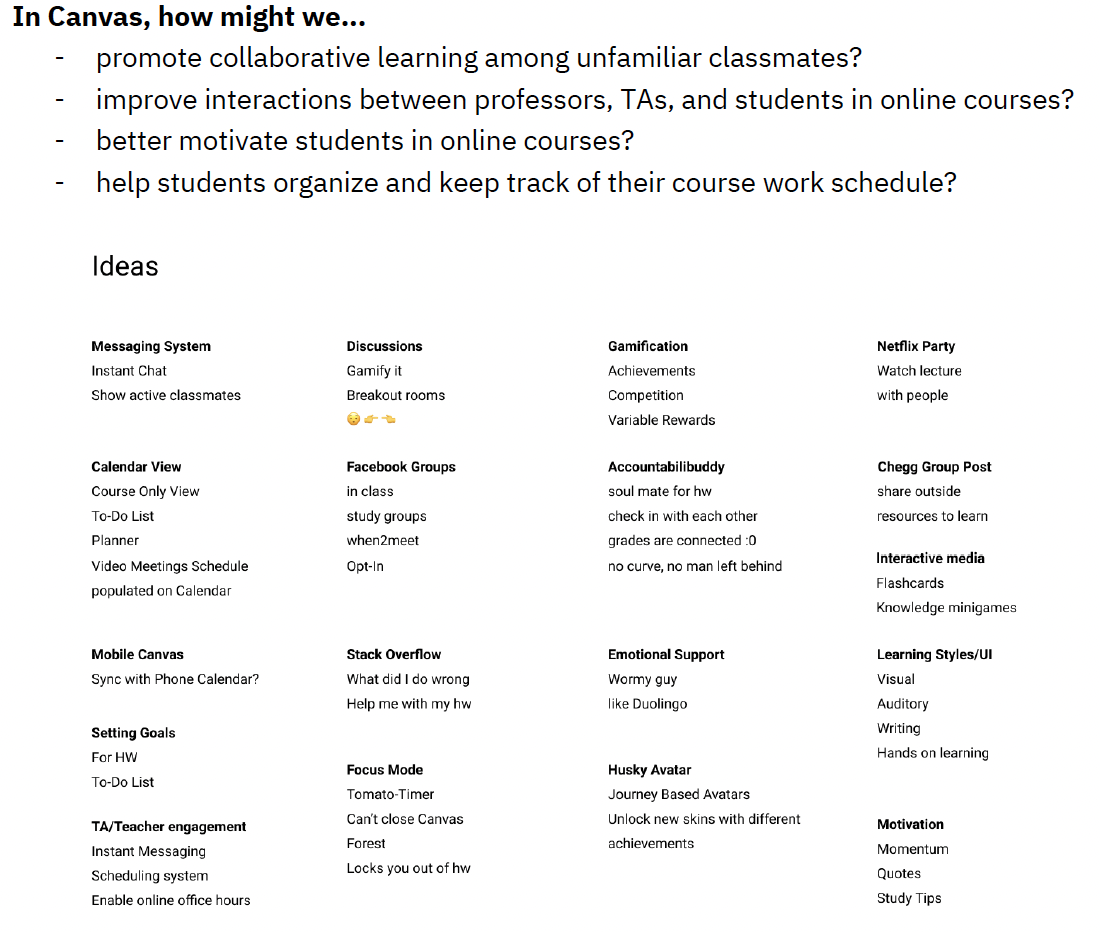 In Canvas, how might we...
- promote collaborative learning among unfamiliar classmates?
- improve interactions between professors, TAs, and students in online courses?
- better motivate students in online courses?
- help students organize and keep track of their course work schedule?
Ideas
Messaging System
Instant Chat
Show active classmates
Discussions
Gamify it
Breakout rooms
😔👉👈
Gamification
Achievements
Competition
Variable Rewards
Netflix Party
Watch lecture
with people
Calendar View
Course Only View
To-Do List
Planner
Video Meetings Schedule
populated on Calendar
Facebook Groups
in class
study groups
when2meet
Opt-In
Accountabilibuddy
soul mate for hw
check in with each other
grades are connected :0
no curve, no man left behind
Chegg Group Post
share outside
resources to learn
Interactive media
Flashcards
Knowledge minigames
Mobile Canvas
Sync with Phone Calendar?
Setting Goals
For HW
To-Do List
TA/Teacher engagement
Instant Messaging
Scheduling system
Enable online office hours
Stack Overflow
What did I do wrong
Help me with my hw
Focus Mode
Tomato-Timer
Can't close Canvas
Forest
Locks you out of hw
Emotional Support
Wormy guy
like Duolingo
Husky Avatar
Journey Based Avatars
Unlock new skins with different
achievements
Learning Styles/UI
Visual
Auditory
Writing
Hands on learning
Motivation
Momentum
Quotes
Study Tips